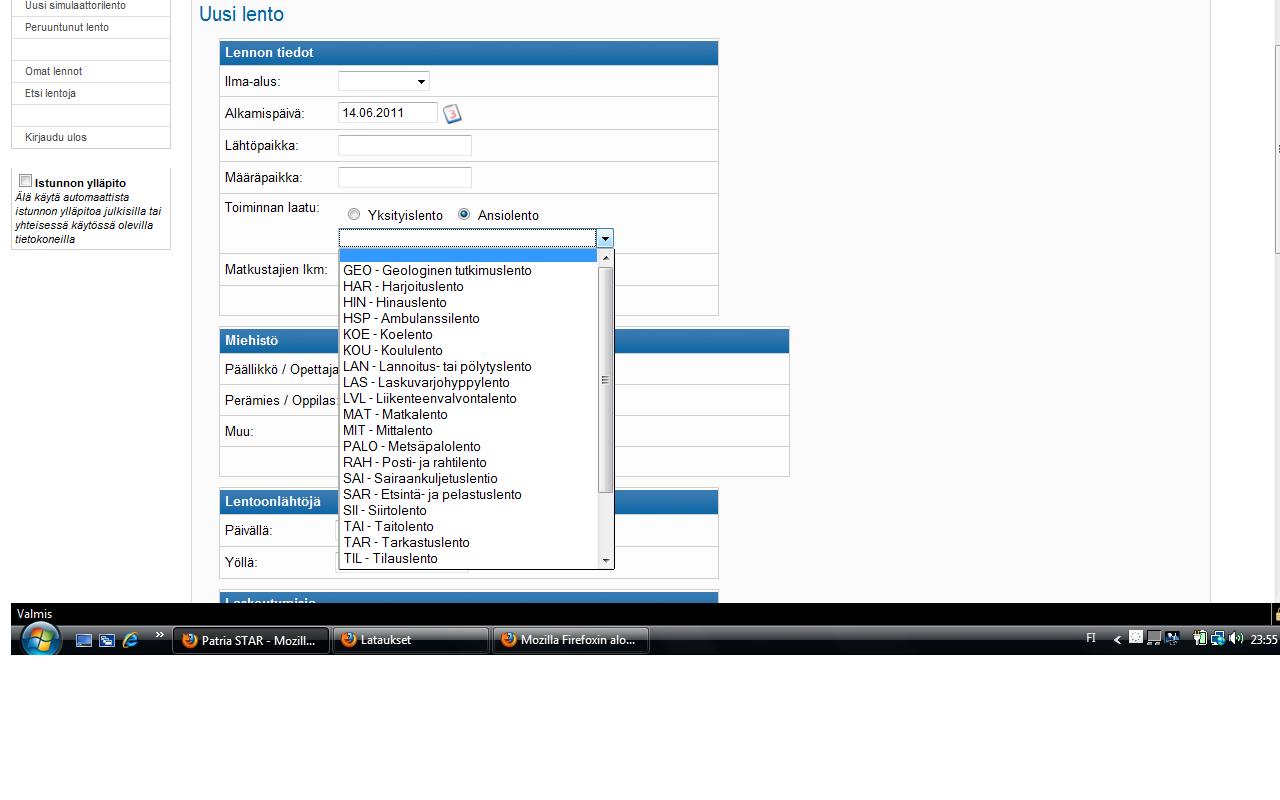 Uusi simulaattorilento
Peruuntunut lento
Omat lennot
Etsi lentoja
Kirjaudu ulos
Istunnon ylläpito
Älä käytä automaattista
istunnon ylläpitoa julkisilla tai
yhteisessä käytössä olevilla
tietokoneilla
Uusi lento
Lennon tiedot
Ilma-alus:
Alkamispäivä: 14.06.2011 3
Lähtöpaikka:
Määräpaikka:
Toiminnan laatu: Yksityislento Ansiolento
Matkustajien lkm:
GEO - Geologinen tutkimuslento
HAR - Harjoituslento
HIN - Hinauslento
HSP - Ambulanssilento
KOE - Koelento
KOU - Koululento
LAN - Lannoitus- tai pölytyslento
LAS - Laskuvarjohyppylento
LVL - Liikenteenvalvontalento
MAT - Matkalento
MIT - Mittalento
PALO - Metsäpalolento
RAH - Posti- ja rahtilento
SAI - Sairaankuljetuslentio
SAR - Etsintä- ja pelastuslento
SII - Siirtolento
TAI - Taitolento
TAR - Tarkastuslento
TIL - Tilauslento
Miehistö
Päällikkö / Opettaja
Perämies / Oppilas:
Muu:
Lentoonlähtöjä
Päivällä:
Yöllä:
Laskeutumisia
Valmis
Patria STAR - Mozill...
Lataukset
Mozilla Firefoxin alo...
FI
23:55